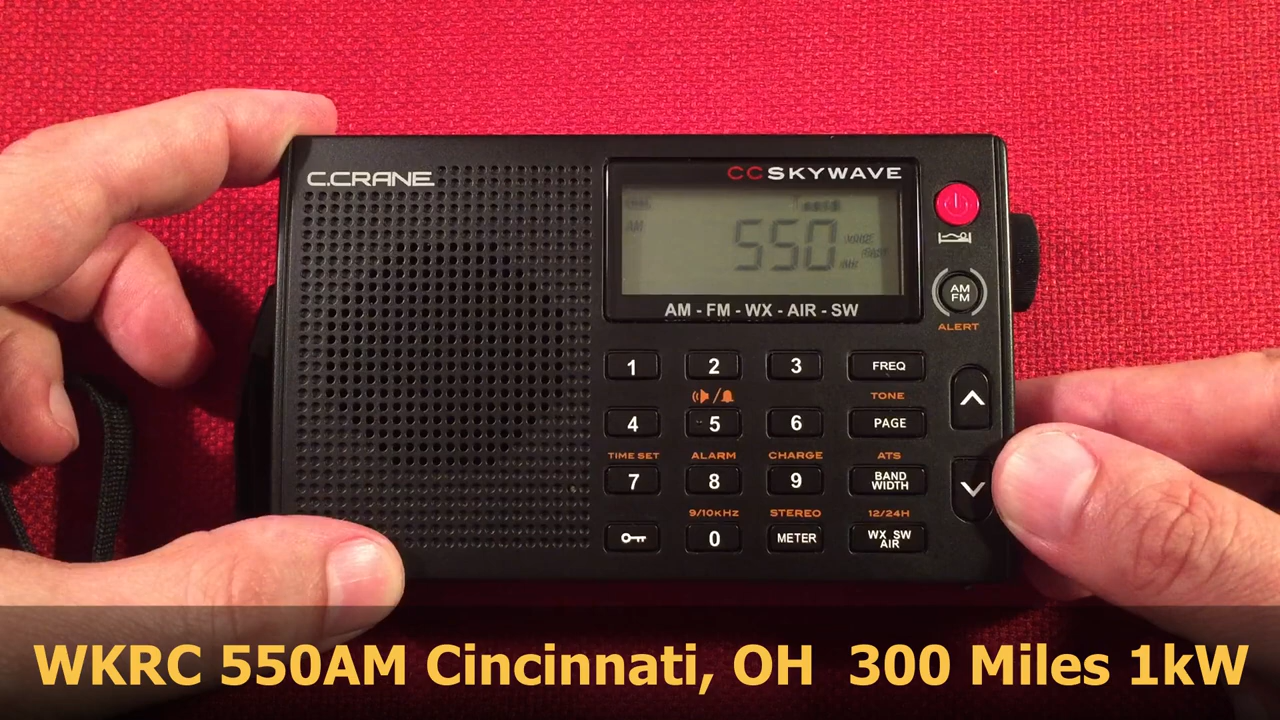 C.CRANE
CCSKYWAVE
AM
550
AM - FM - WX - AIR - SW
AM
FM
ALERT
1 2 3 FREQ
TONE
4 5 6 PAGE
TIME SET ALARM CHARGE ATS
7 8 9 BAND
WIDTH
9/10KHz STEREO 12/24H
0 METER WX SW
AIR
WKRC 550AM Cincinnati, OH 300 Miles 1kW